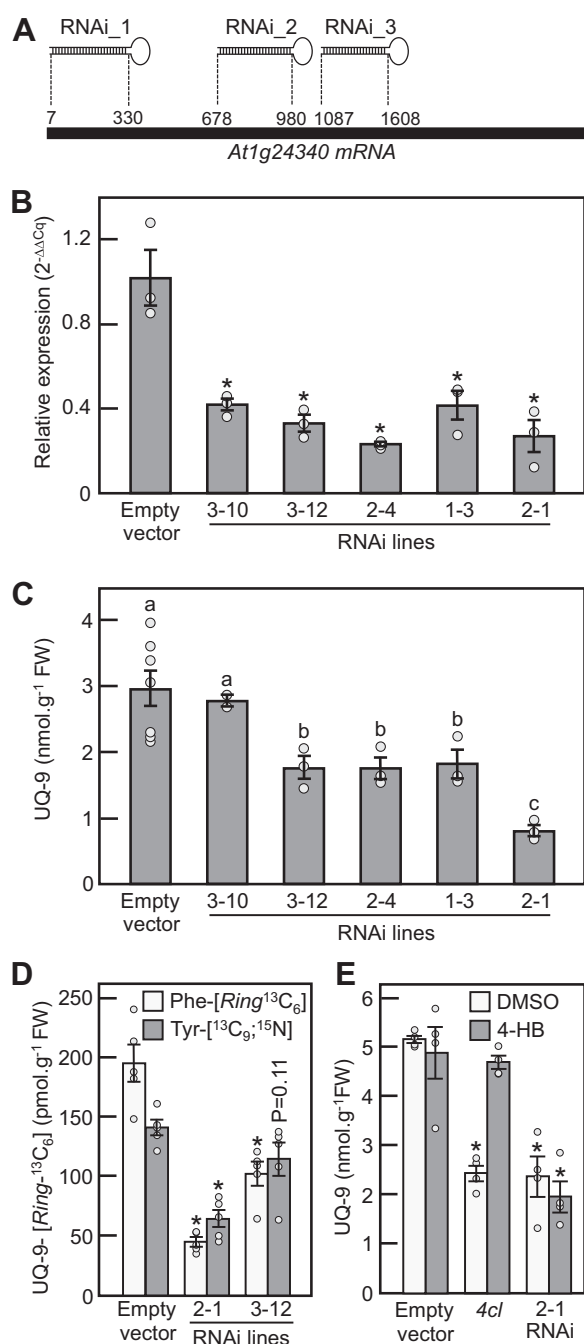 A
RNAi_1 RNAi_2 RNAi_3
7 330 678 980 1087 1608
At1g24340 mRNA
B
Relative expression (2-ΔΔCq)
1.2
0.8
0.4
0
* * * * *
Empty vector 3-10 3-12 2-4 1-3 2-1
RNAi lines
C
UQ-9 (nmol.g-1 FW)
4
3
2
1
0
a a b b b c
Empty vector 3-10 3-12 2-4 1-3 2-1
RNAi lines
D
UQ-9- [Ring-13C6] (pmol.g-1 FW)
250
200
150
100
50
0
Phe-[Ring13C6]
Tyr-[13C9;15N]
* * * P=0.11
Empty vector 2-1 3-12
RNAi lines
E
UQ-9 (nmol.g-1FW)
6
5
4
3
2
1
0
DMSO
4-HB
* * *
Empty vector 4cl 2-1 RNAi